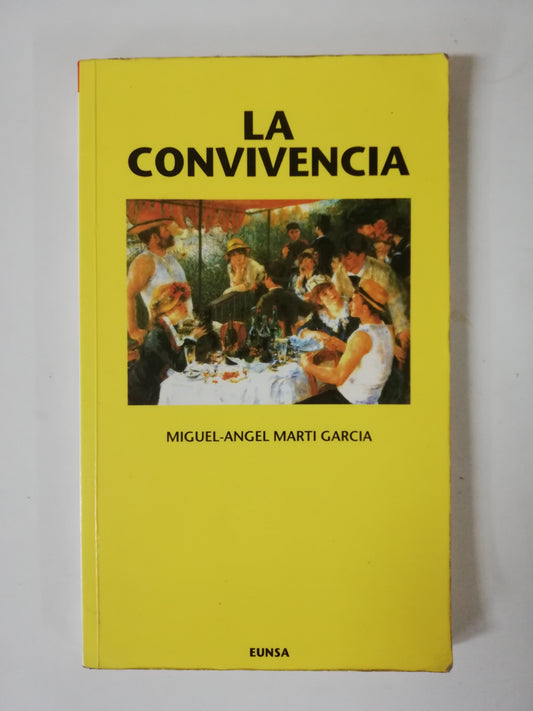 LA
CONVIVENCIA
MIGUEL-ANGEL MARTI GARCIA
EUNSA